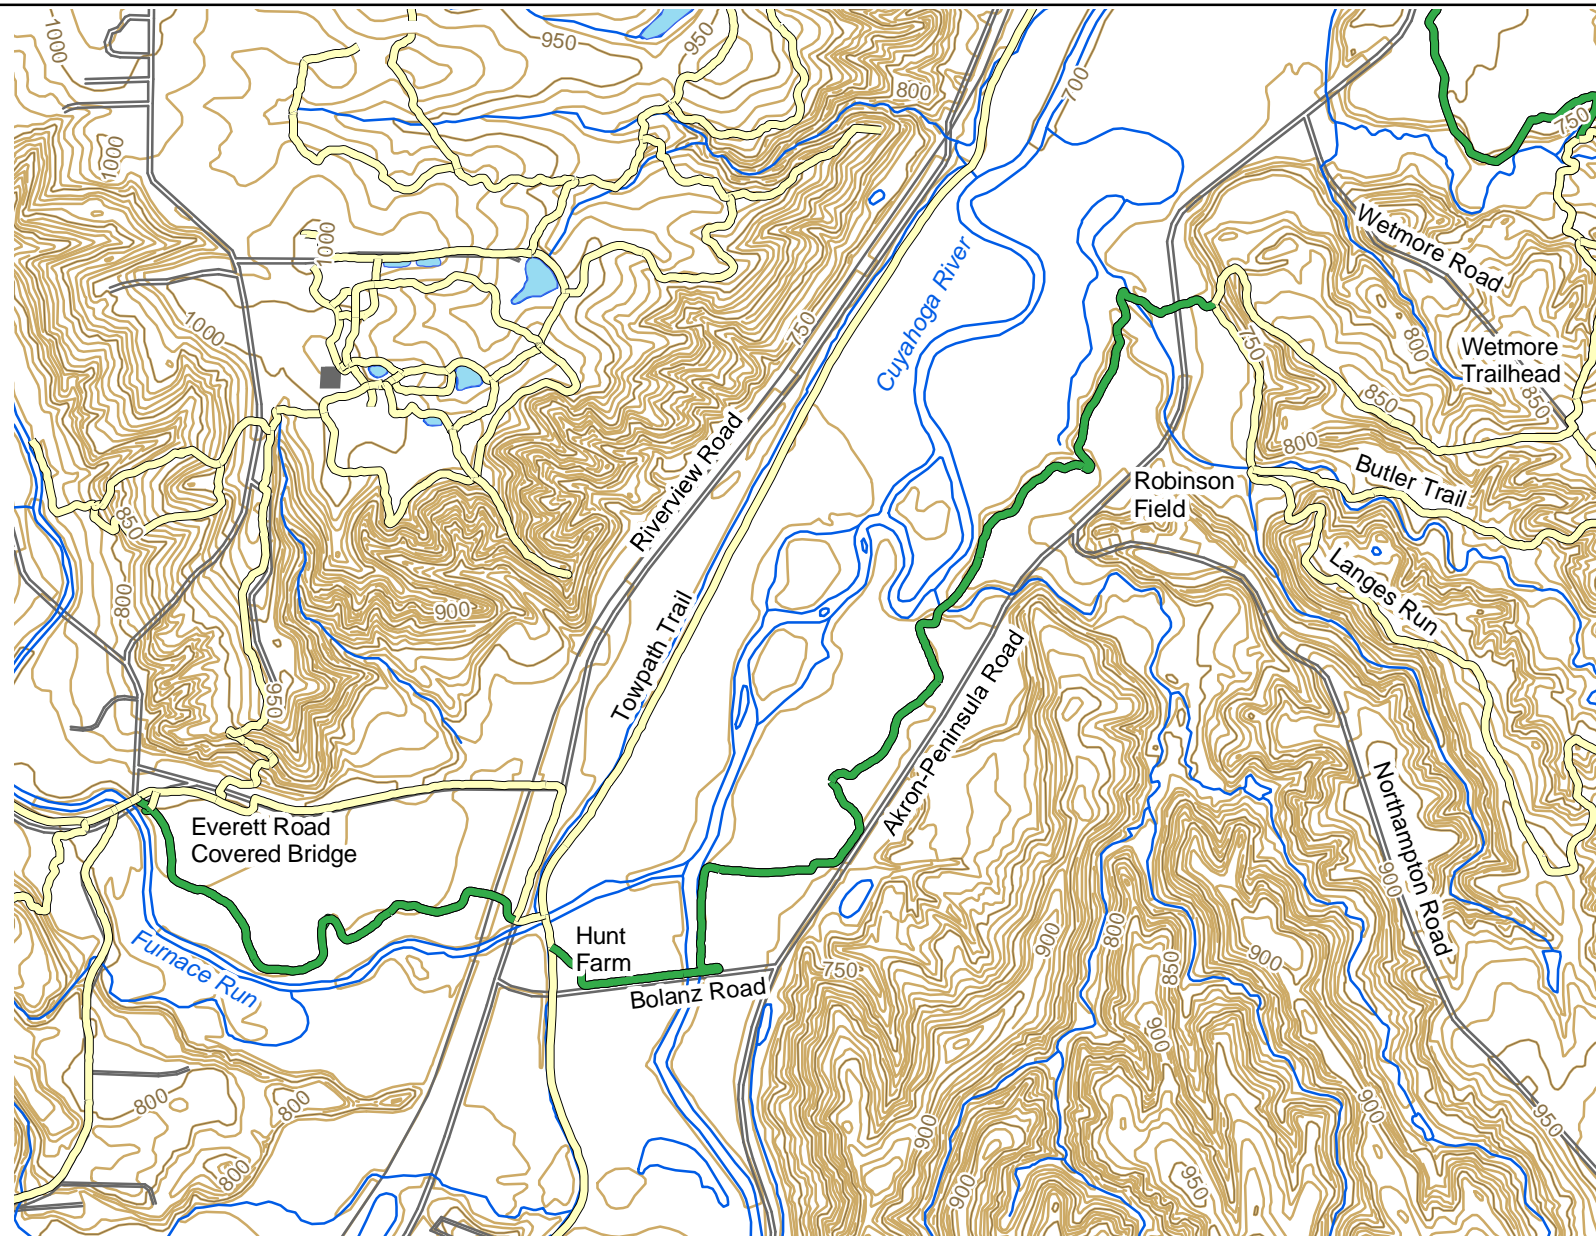 1000
950
950
800
700
750
1000
Wetmore Road
1000
Cuyahoga River
1000
750
750
800
Wetmore
Trailhead
850
850
Riverview Road
800
Butler Trail
Robinson
Field
850
Langes Run
800
900
Towpath Trail
950
Akron-Peninsula Road
Northampton Road
Everett Road
Covered Bridge
900
Furnace Run
Hunt
Farm
Bolanz Road
750
900
800
850
900
900
800
800
900
900
950
800
900
950